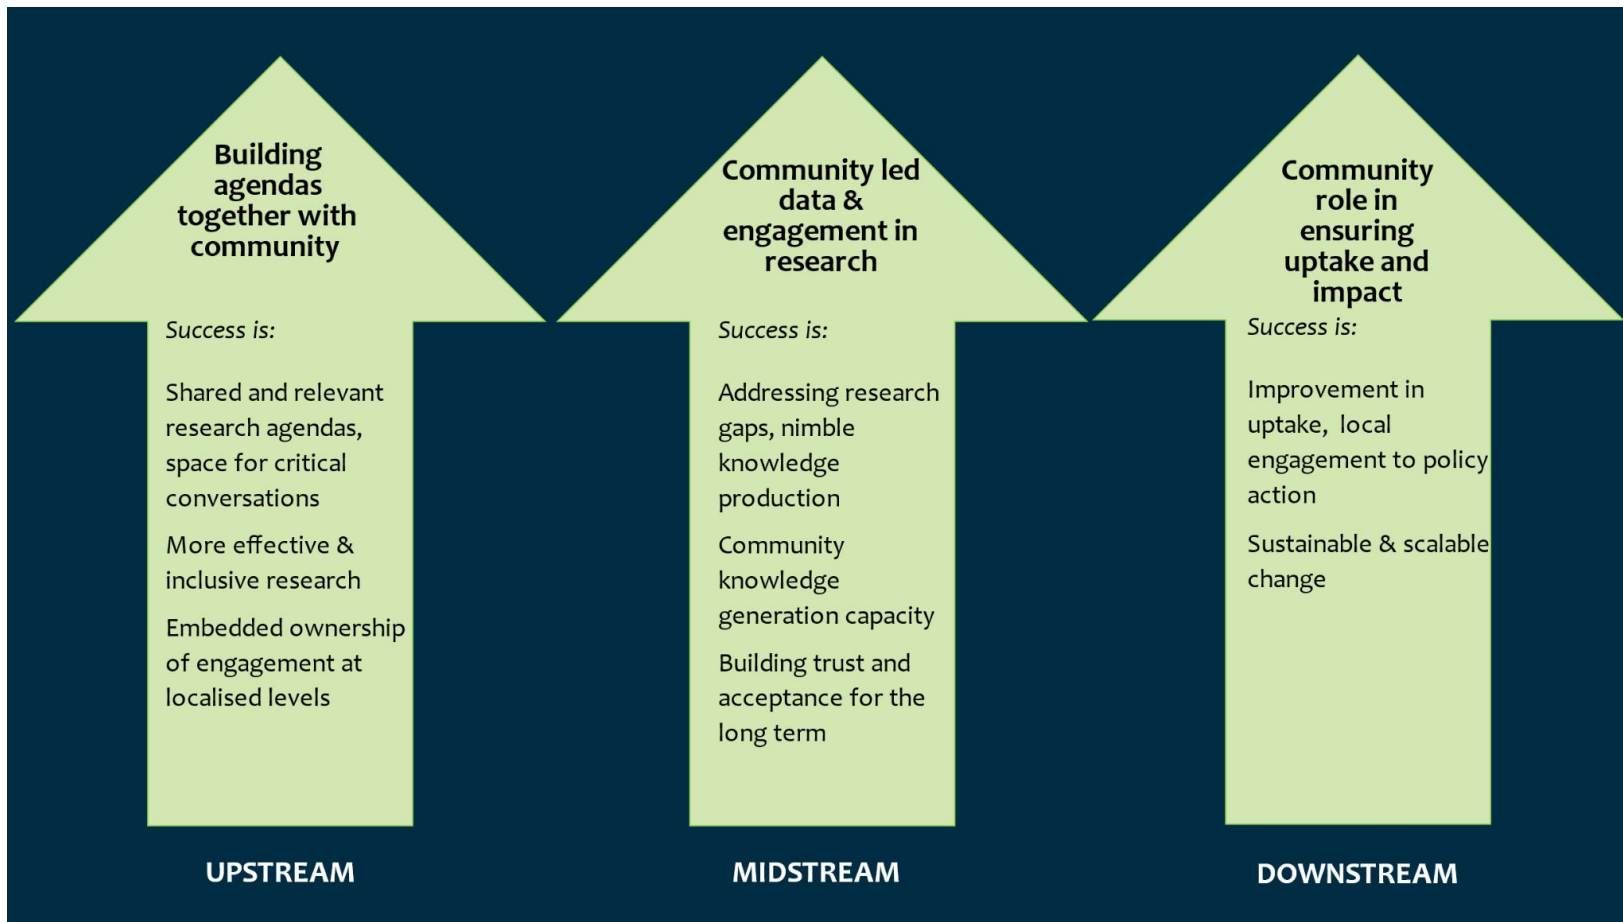 Building
agendas
together with
community
Success is:
Shared and relevant
research agendas,
space for critical
conversations
More effective &
inclusive research
Embedded ownership
of engagement at
localised levels
UPSTREAM
Community led
data &
engagement in
research
Success is:
Addressing research
gaps, nimble
knowledge
production
Community
knowledge
generation capacity
Building trust and
acceptance for the
long term
MIDSTREAM
Community
role in
ensuring
uptake and
impact
Success is:
Improvement in
uptake, local
engagement to policy
action
Sustainable & scalable
change
DOWNSTREAM